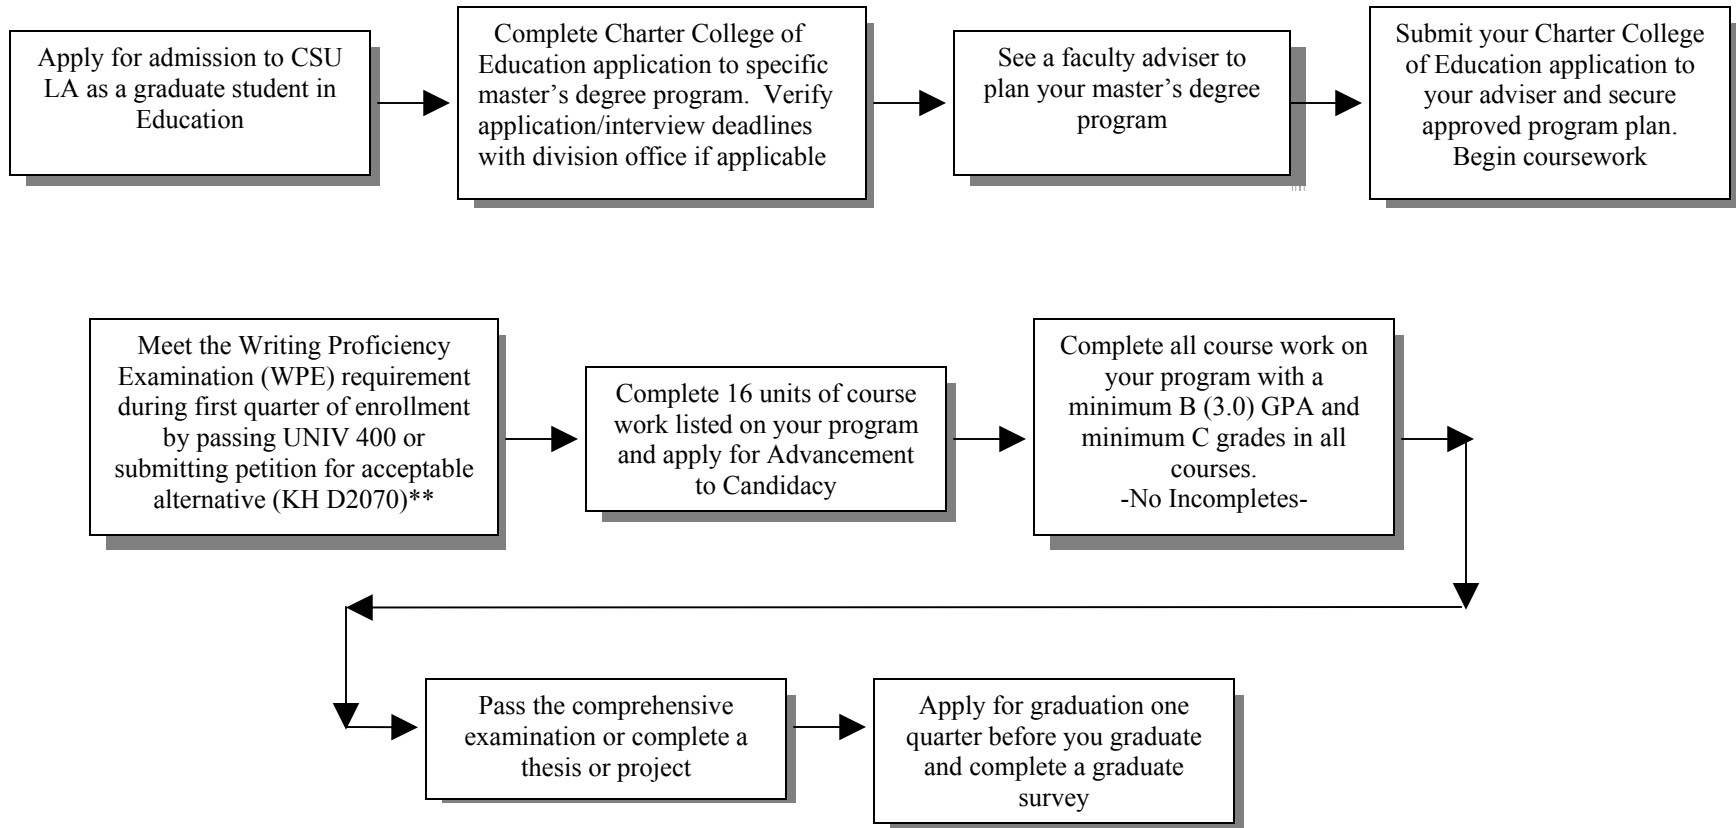 Apply for admission to CSU
LA as a graduate student in
Education
Complete Charter College of
Education application to specific
master’s degree program.  Verify
application/interview deadlines
with division office if applicable
See a faculty adviser to
plan your master’s degree
program
Submit your Charter College
of Education application to
your adviser and secure
approved program plan.
Begin coursework
Meet the Writing Proficiency
Examination (WPE) requirement
during first quarter of enrollment
by passing UNIV 400 or
submitting petition for acceptable
alternative (KH D2070)**
Complete 16 units of course
work listed on your program
and apply for Advancement
to Candidacy
Complete all course work on
your program with a
minimum B (3.0) GPA and
minimum C grades in all
courses.
-No Incompletes-
Pass the comprehensive
examination or complete a
thesis or project
Apply for graduation one
quarter before you graduate
and complete a graduate
survey